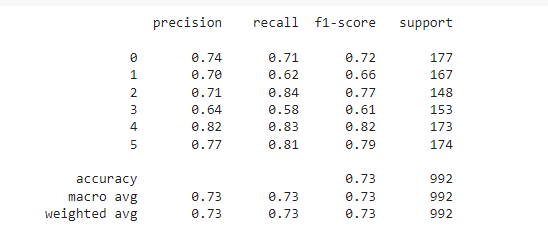 precision recall f1-score support
0 0.74 0.71 0.72 177
1 0.70 0.62 0.66 167
2 0.71 0.84 0.77 148
3 0.64 0.58 0.61 153
4 0.82 0.83 0.82 173
5 0.77 0.81 0.79 174
accuracy 0.73 992
macro avg 0.73 0.73 0.73 992
weighted avg 0.73 0.73 0.73 992